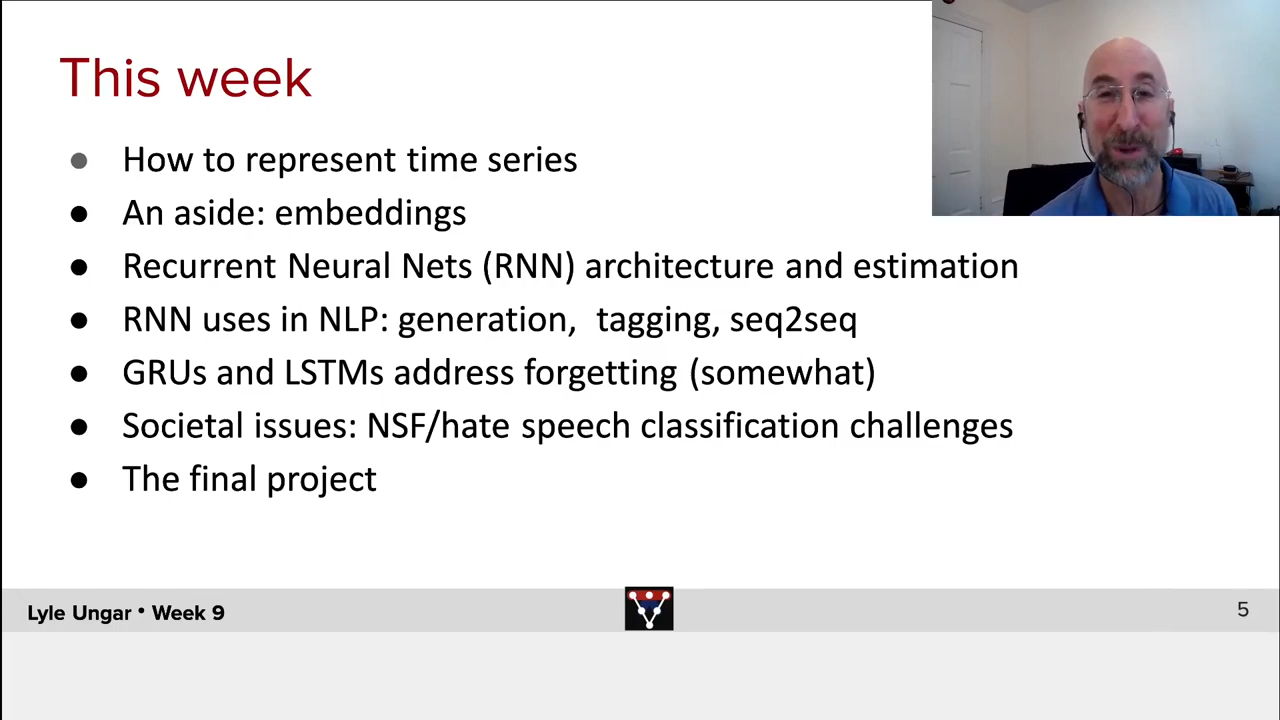 This week
● How to represent time series
● An aside: embeddings
● Recurrent Neural Nets (RNN) architecture and estimation
● RNN uses in NLP: generation,  tagging, seq2seq
● GRUs and LSTMs address forgetting (somewhat)
● Societal issues: NSF/hate speech classification challenges
● The final project
Lyle Ungar • Week 9
5